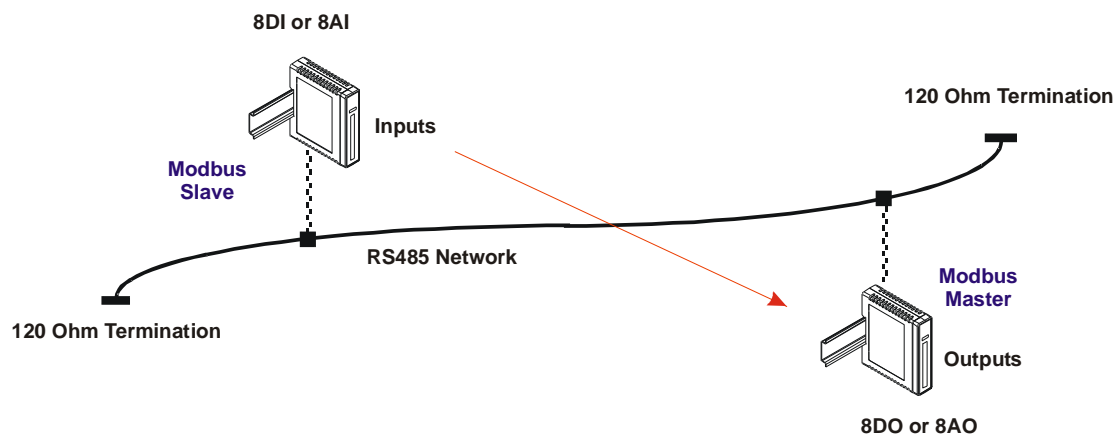 8DI or 8AI
120 Ohm Termination
Inputs
Modbus
Slave
RS485 Network
Modbus
Master
120 Ohm Termination
Outputs
8DO or 8AO